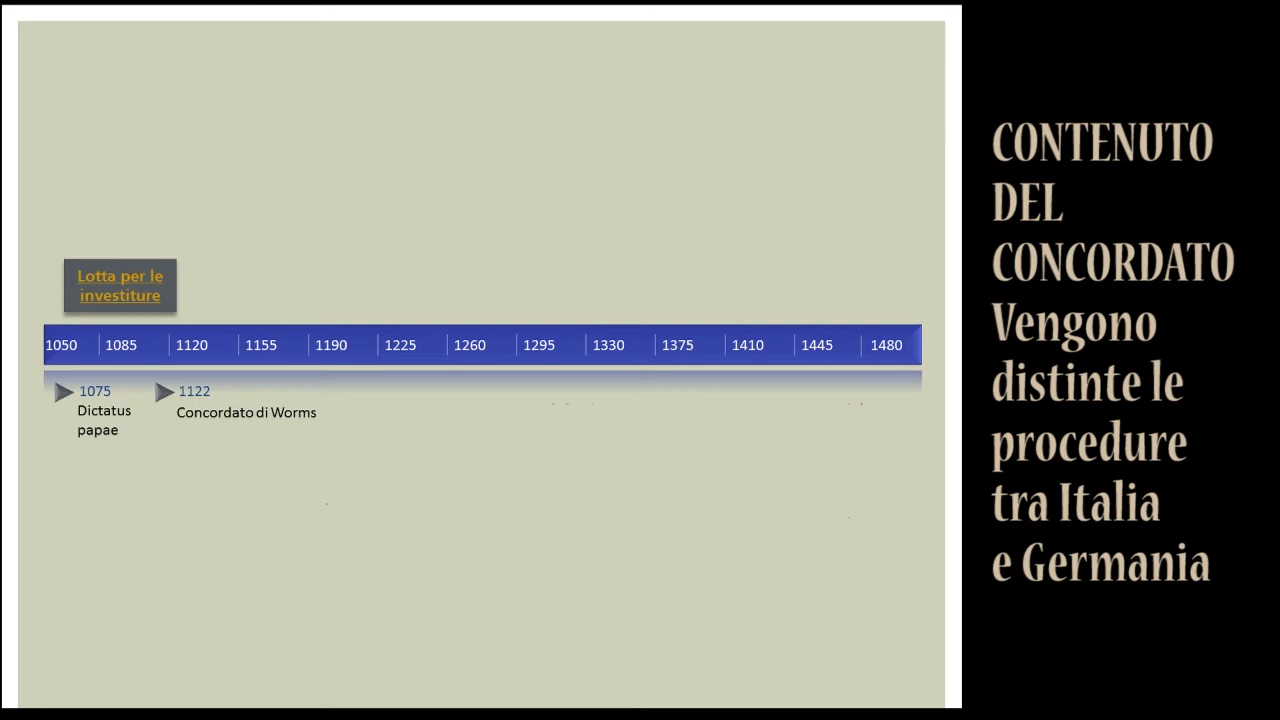 Lotta per le
investiture
1050 1085 1120 1155 1190 1225 1260 1295 1330 1375 1410 1445 1480
1075
Dictatus
papae
1122
Concordato di Worms
CONTENUTO
DEL
CONCORDATO
Vengono
distinte le
procedure
tra Italia
e Germania